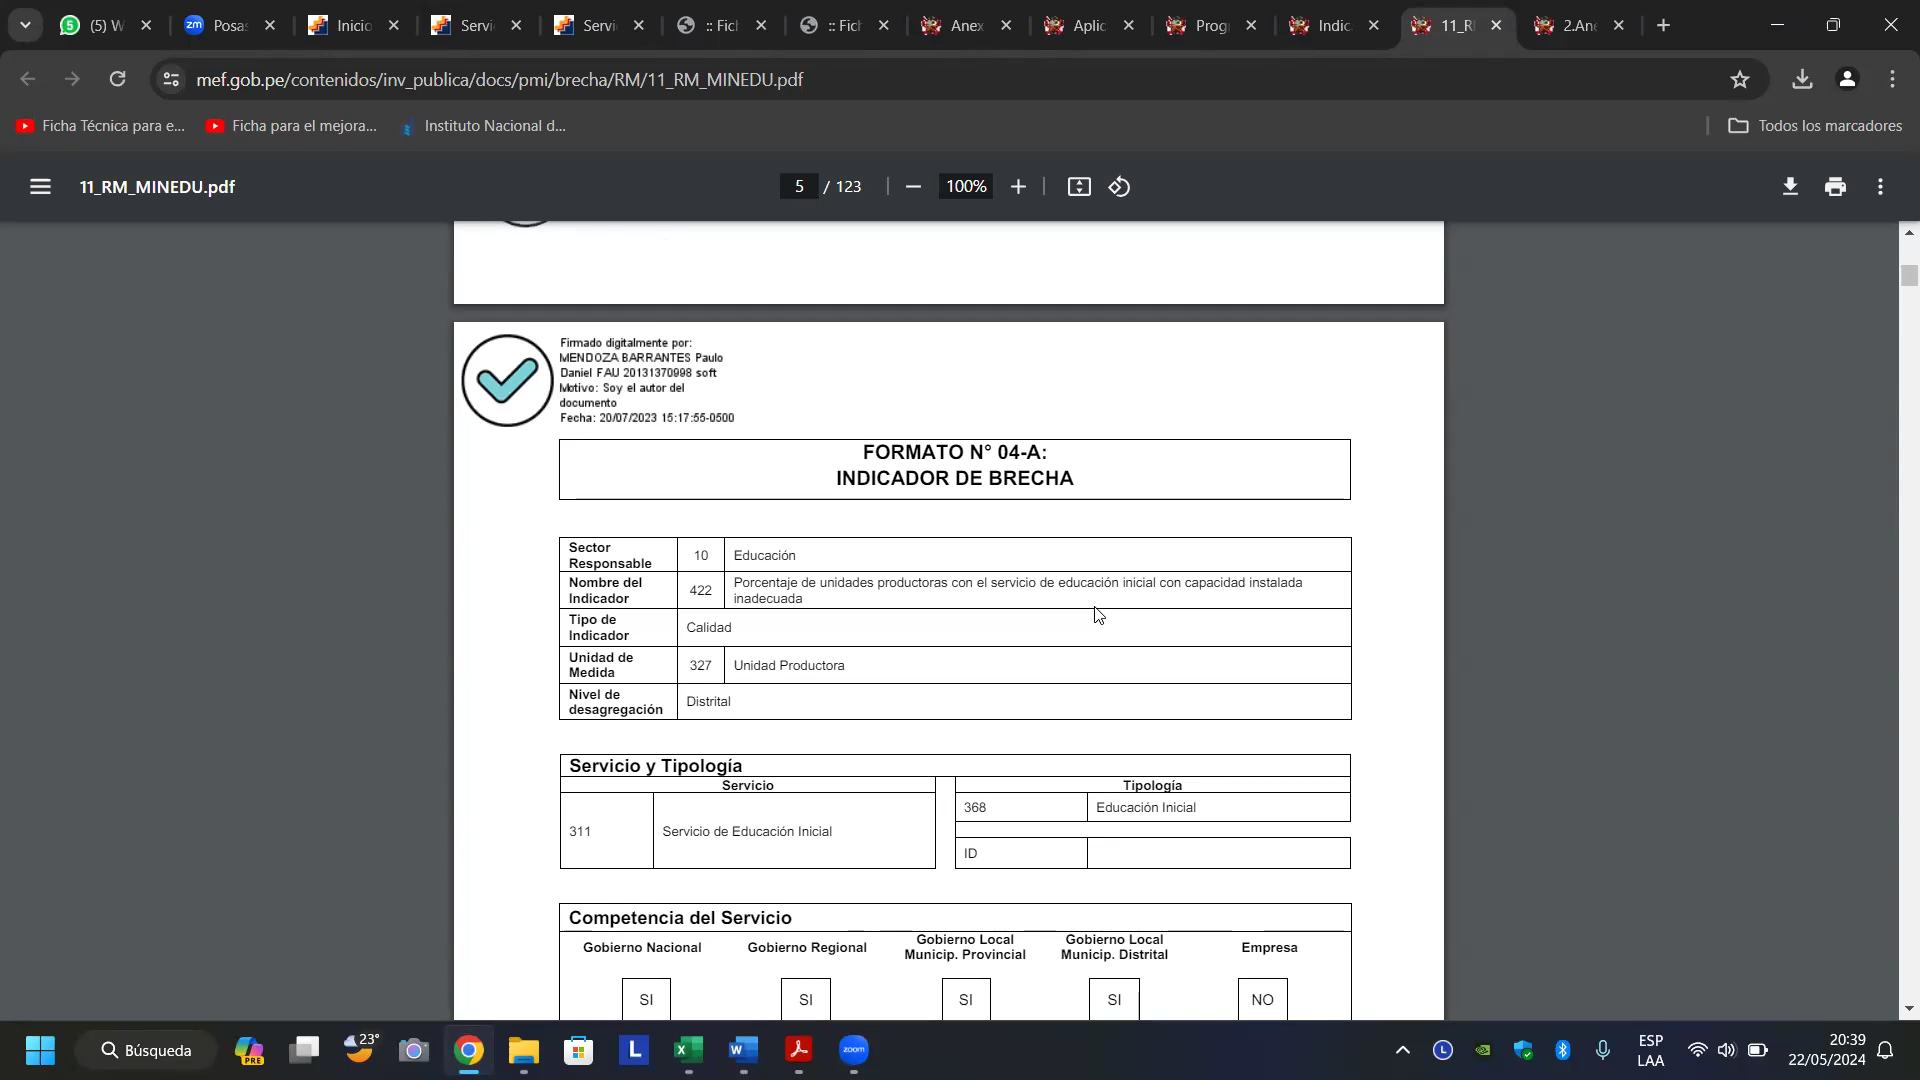 (5) W
Posas
Inicio
Servi
Servi
:: Fich
:: Fich
Anex
Aplic
Progr
Indic
11_R
2.Ane
mef.gob.pe/contenidos/inv_publica/docs/pmi/brecha/RM/11_RM_MINEDU.pdf
Ficha Técnica para e...
Ficha para el mejora...
Instituto Nacional d...
Todos los marcadores
11_RM_MINEDU.pdf
5 / 123
100%
Firmado digitalmente por:
MENDOZA BARRANTES Paulo
Daniel FAU 20131370998 soft
Motivo: Soy el autor del
documento
Fecha: 20/07/2023 15:17:55-0500
FORMATO N° 04-A:
INDICADOR DE BRECHA
Sector
Responsable
10
Educación
Nombre del
Indicador
422
Porcentaje de unidades productoras con el servicio de educación inicial con capacidad instalada
inadecuada
Tipo de
Indicador
Calidad
Unidad de
Medida
327
Unidad Productora
Nivel de
desagregación
Distrital
Servicio y Tipología
Servicio
Tipología
311
Servicio de Educación Inicial
368
Educación Inicial
ID
Competencia del Servicio
Gobierno Nacional
Gobierno Regional
Gobierno Local
Municip. Provincial
Gobierno Local
Municip. Distrital
Empresa
SI
SI
SI
SI
NO
Búsqueda
PRE
23°
L
zoom
ESP
LAA
20:39
22/05/2024